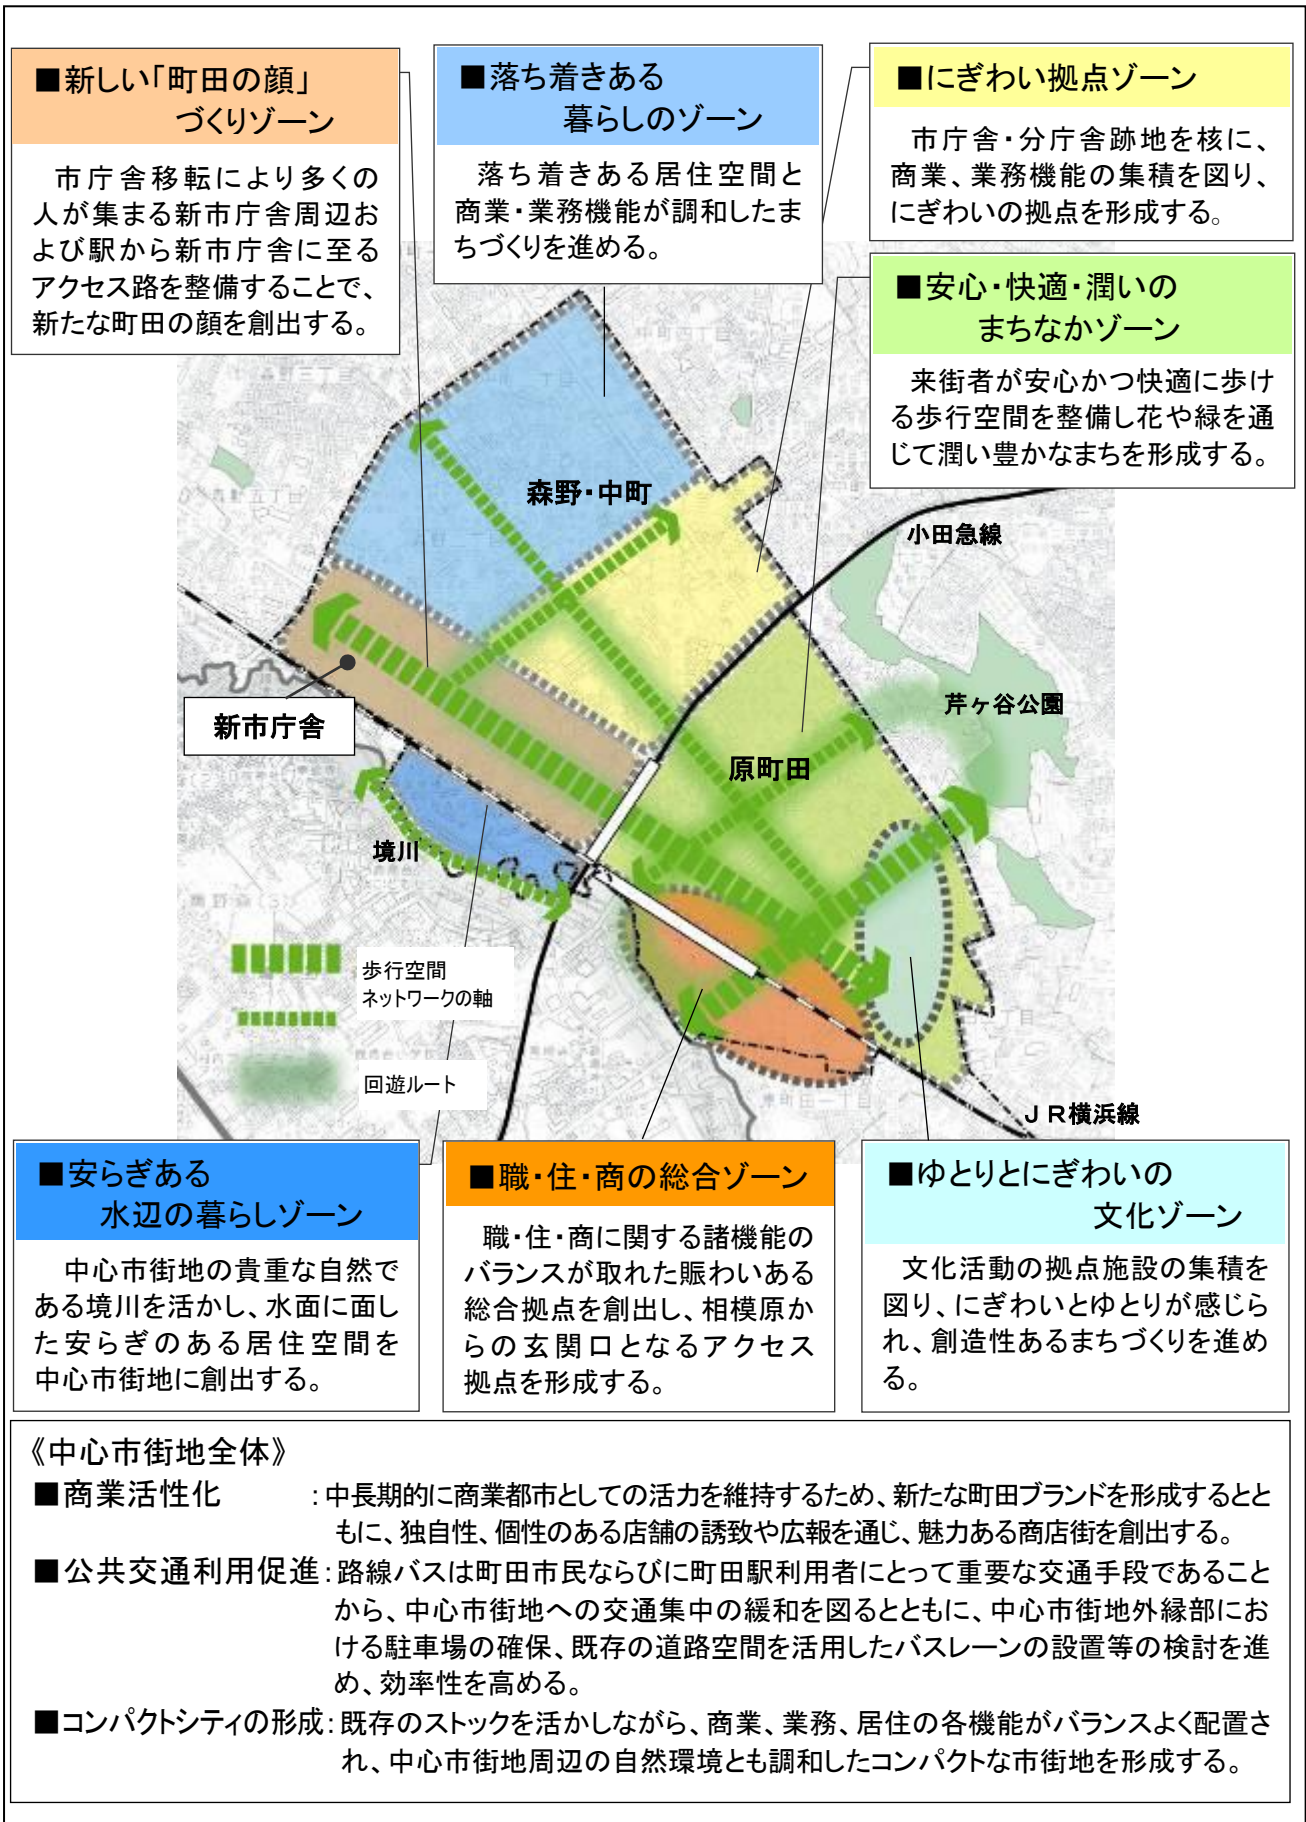 ■新しい「町田の顔」
づくりゾーン
市庁舎移転により多くの
人が集まる新市庁舎周辺お
よび駅から新市庁舎に至る
アクセス路を整備することで、
新たな町田の顔を創出する。
■落ち着きある
暮らしのゾーン
落ち着きある居住空間と
商業・業務機能が調和したま
ちづくりを進める。
■にぎわい拠点ゾーン
市庁舎・分庁舎跡地を核に、
商業、業務機能の集積を図り、
にぎわいの拠点を形成する。
■安心・快適・潤いの
まちなかゾーン
来街者が安心かつ快適に歩け
る歩行空間を整備し花や緑を通
じて潤い豊かなまちを形成する。
森野・中町
小田急線
芹ヶ谷公園
新市庁舎
原町田
境川
歩行空間
ネットワークの軸
回遊ルート
JR横浜線
■安らぎある
水辺の暮らしゾーン
中心市街地の貴重な自然で
ある境川を活かし、水面に面し
た安らぎのある居住空間を
中心市街地に創出する。
■職・住・商の総合ゾーン
職・住・商に関する諸機能の
バランスが取れた賑わいある
総合拠点を創出し、相模原か
らの玄関口となるアクセス
拠点を形成する。
■ゆとりとにぎわいの
文化ゾーン
文化活動の拠点施設の集積を
図り、にぎわいとゆとりが感じら
れ、創造性あるまちづくりを進め
る。
《中心市街地全体》
■商業活性化　　　：中長期的に商業都市としての活力を維持するため、新たな町田ブランドを形成するとと
もに、独自性、個性のある店舗の誘致や広報を通じ、魅力ある商店街を創出する。
■公共交通利用促進：路線バスは町田市民ならびに町田駅利用者にとって重要な交通手段であること
から、中心市街地への交通集中の緩和を図るとともに、中心市街地外縁部にお
ける駐車場の確保、既存の道路空間を活用したバスレーンの設置等の検討を進
め、効率性を高める。
■コンパクトシティの形成：既存のストックを活かしながら、商業、業務、居住の各機能がバランスよく配置さ
れ、中心市街地周辺の自然環境とも調和したコンパクトな市街地を形成する。